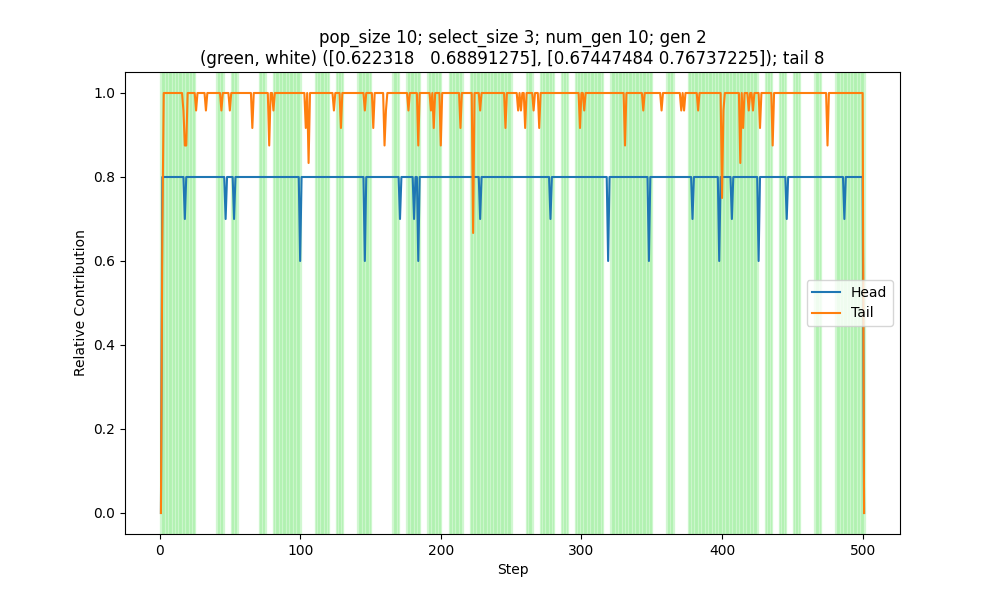 pop_size 10; select_size 3; num_gen 10; gen 2
(green, white) ([0.622318   0.68891275], [0.67447484 0.76737225]); tail 8
1.0
0.8
0.6
0.4
0.2
0.0
Relative Contribution
Head
Tail
0
100
200
300
400
500
Step